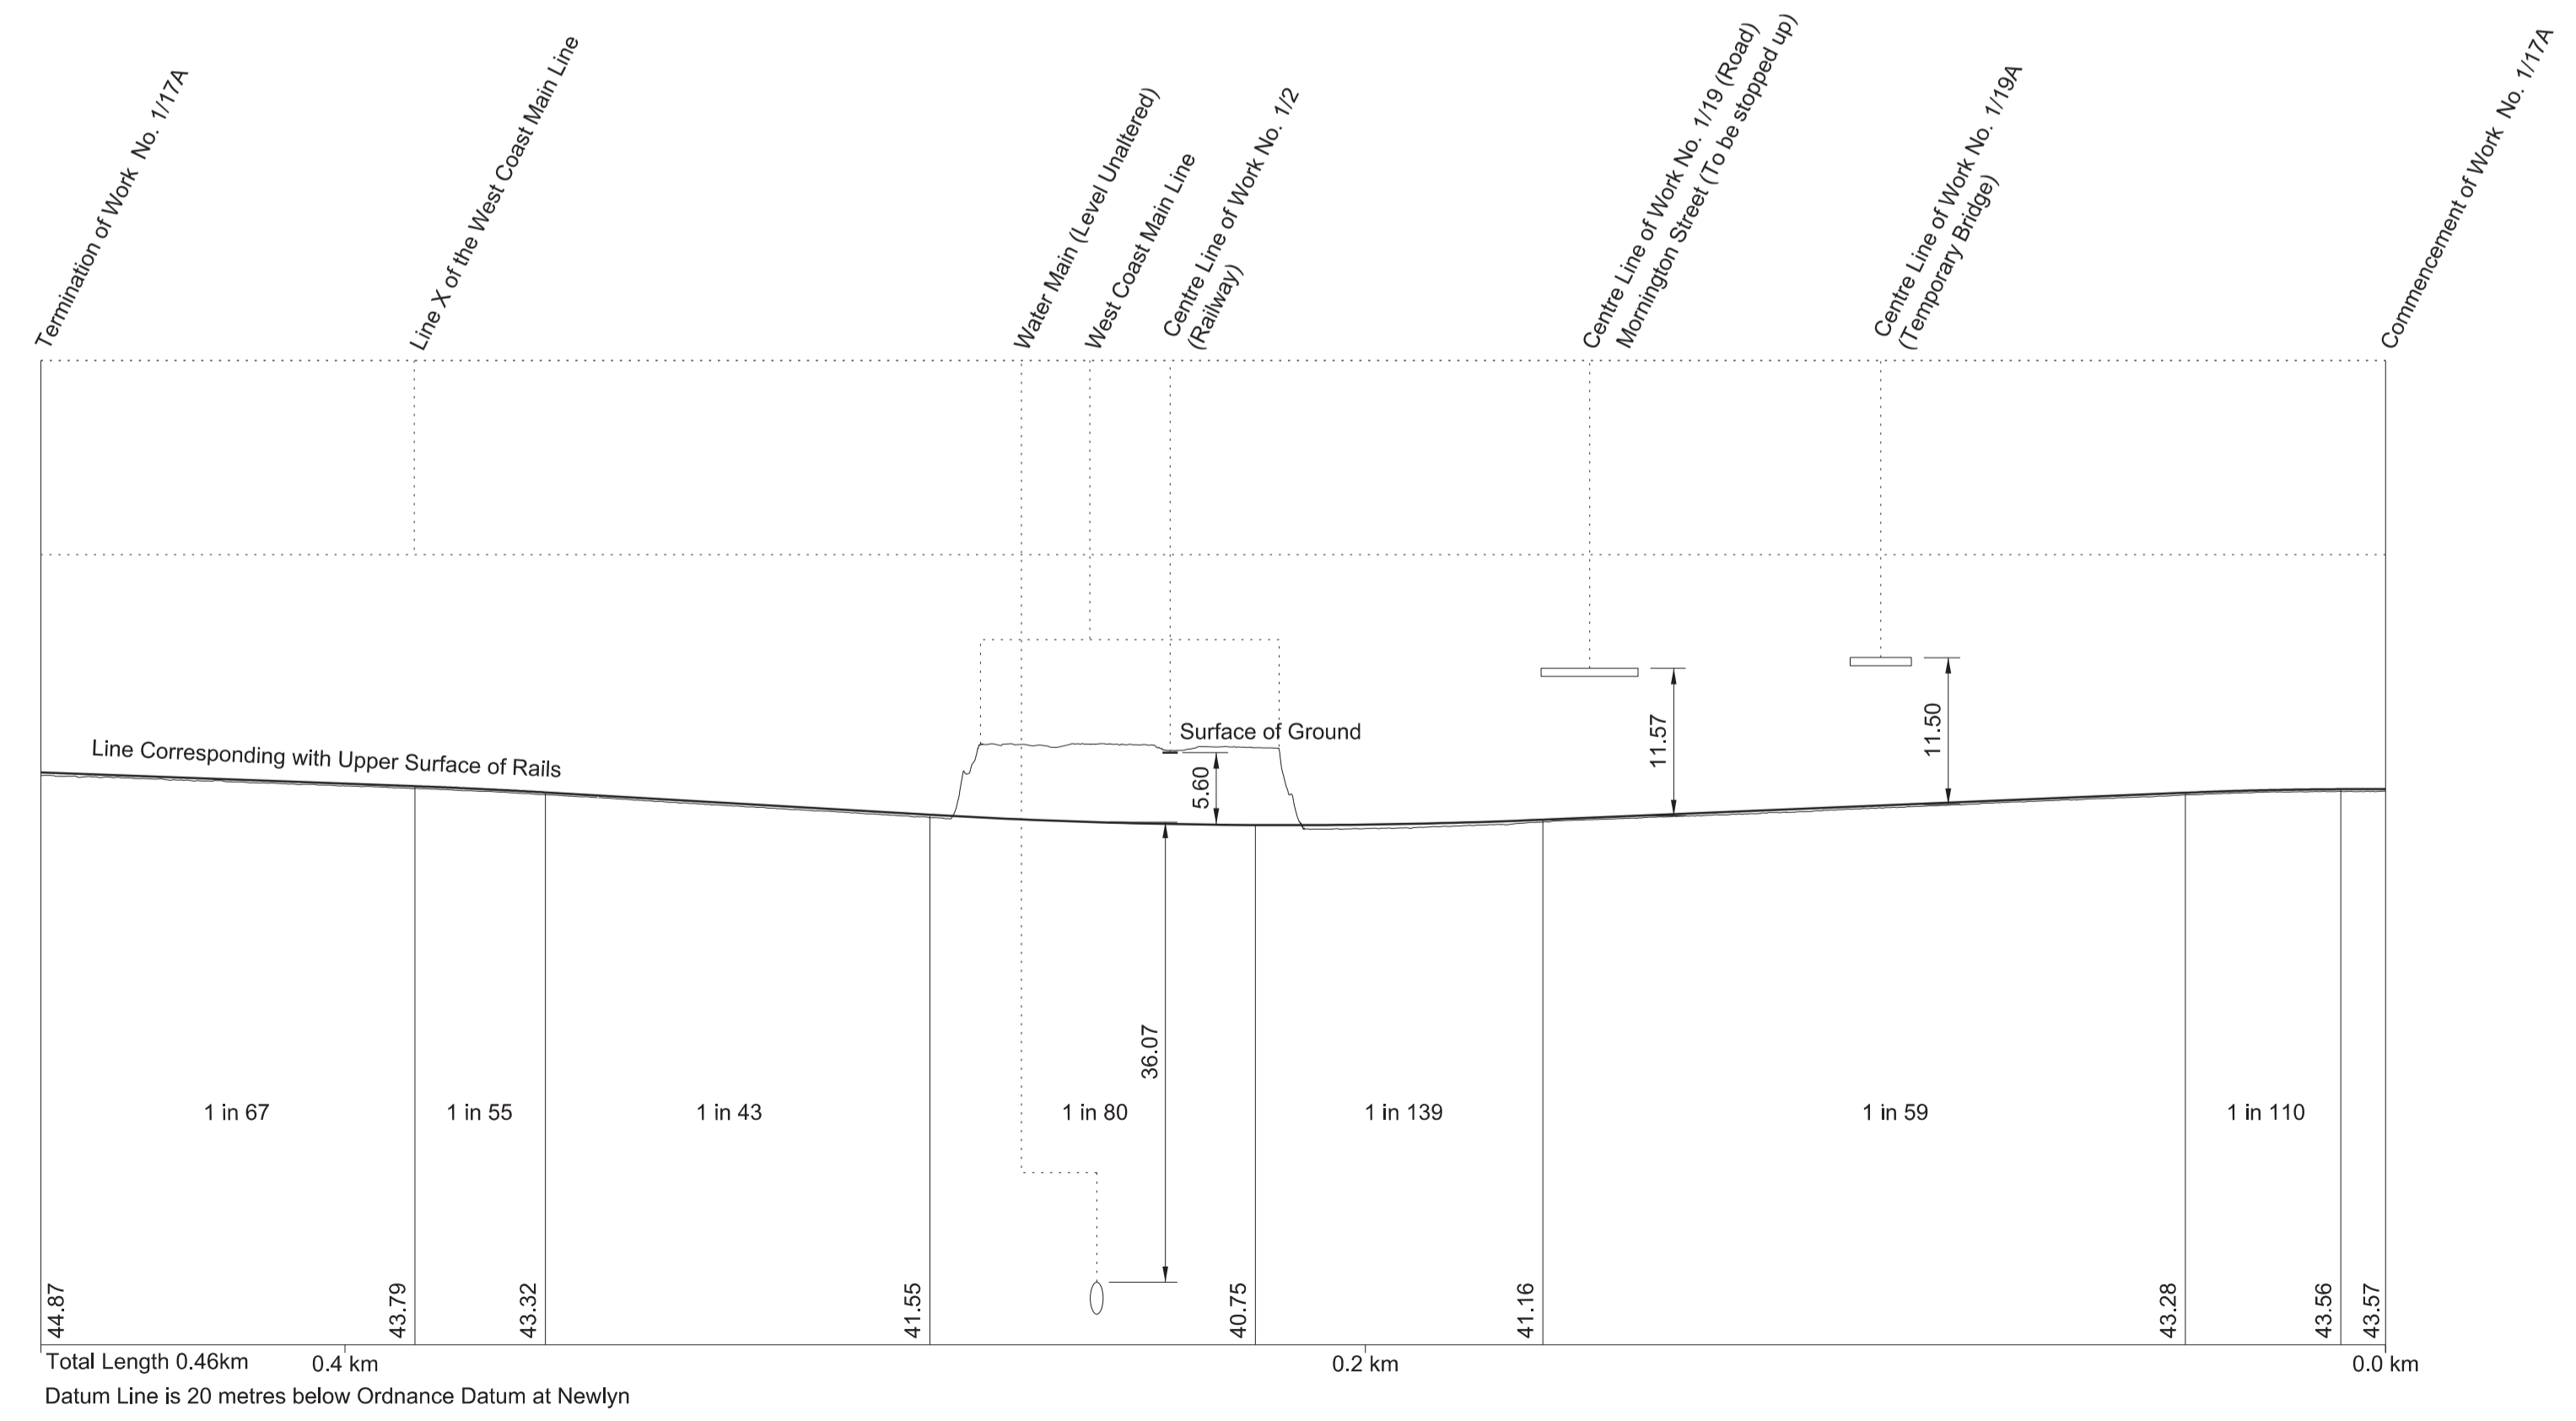 Termination of Work No. 1/17A
Line X of the West Coast Main Line
Water Main (Level Unaltered)
West Coast Main Line
Centre Line of Work No. 1/2
(Railway)
Centre Line of Work No. 1/19 (Road)
Mornington Street (To be stopped up)
Centre Line of Work No. 1/19A
(Temporary Bridge)
Commencement of Work No. 1/17A
Line Corresponding with Upper Surface of Rails
Surface of Ground
5.60
11.57
11.50
36.07
1 in 67
1 in 55
1 in 43
1 in 80
1 in 139
1 in 59
1 in 110
44.87
43.79
43.32
41.55
40.75
41.16
43.28
43.56
43.57
Total Length 0.46km
0.4 km
0.2 km
0.0 km
Datum Line is 20 metres below Ordnance Datum at Newlyn